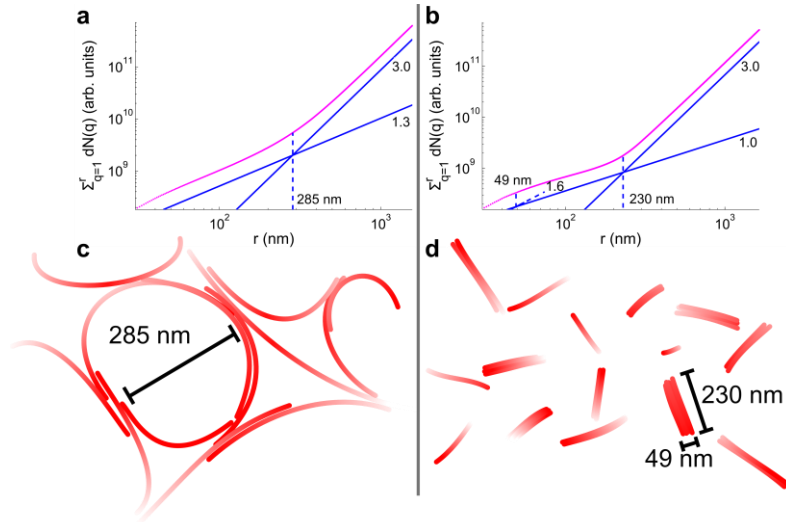 a
Σ^r_{q=1} dN(q) (arb. units)
10^11
10^10
10^9
3.0
1.3
285 nm
10^2
10^3
r (nm)
b
Σ^r_{q=1} dN(q) (arb. units)
10^11
10^10
10^9
3.0
1.0
49 nm
1.6
230 nm
10^2
10^3
r (nm)
c
285 nm
d
230 nm
49 nm